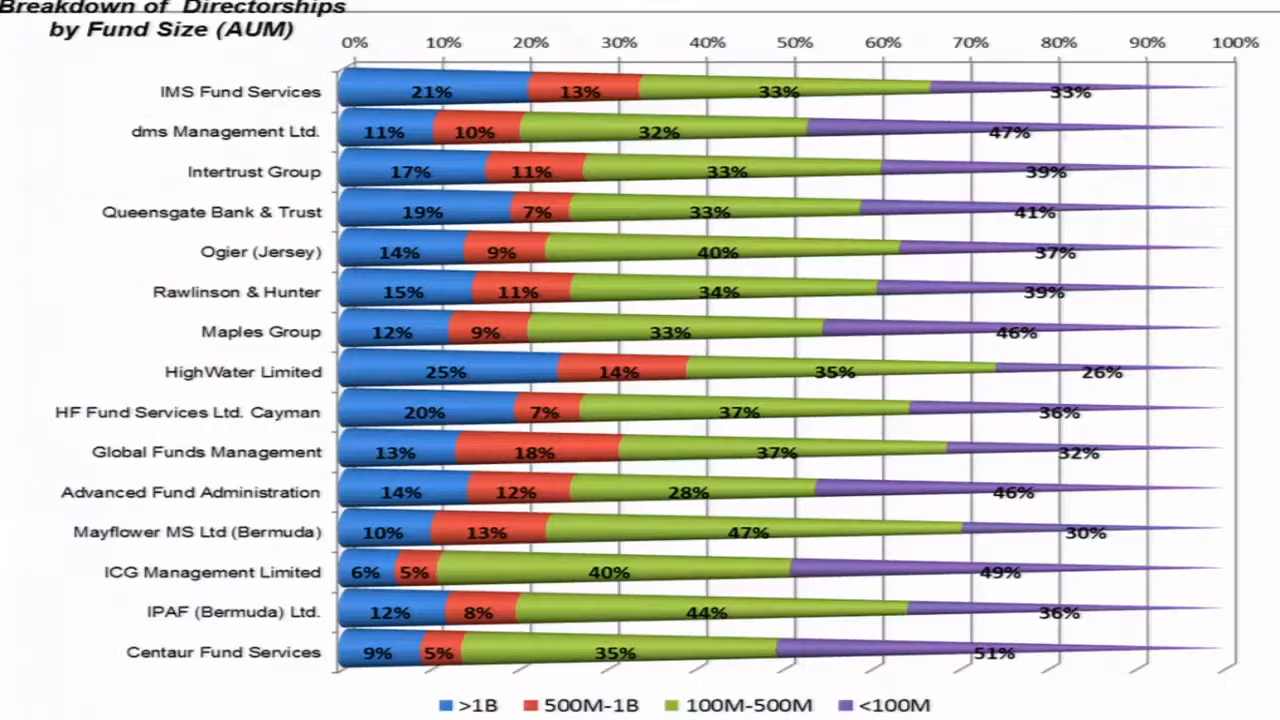 Breakdown of Directorships
by Fund Size (AUM)
0% 10% 20% 30% 40% 50% 60% 70% 80% 90% 100%
IMS Fund Services 21% 13% 33% 33%
dms Management Ltd. 11% 10% 32% 47%
Intertrust Group 17% 11% 33% 39%
Queensgate Bank & Trust 19% 7% 33% 41%
Ogier (Jersey) 14% 9% 40% 37%
Rawlinson & Hunter 15% 11% 34% 39%
Maples Group 12% 9% 33% 46%
HighWater Limited 25% 14% 35% 26%
HF Fund Services Ltd. Cayman 20% 7% 37% 36%
Global Funds Management 13% 18% 37% 32%
Advanced Fund Administration 14% 12% 28% 46%
Mayflower MS Ltd (Bermuda) 10% 13% 47% 30%
ICG Management Limited 6% 5% 40% 49%
IPAF (Bermuda) Ltd. 12% 8% 44% 36%
Centaur Fund Services 9% 5% 35% 51%
>1B 500M-1B 100M-500M <100M